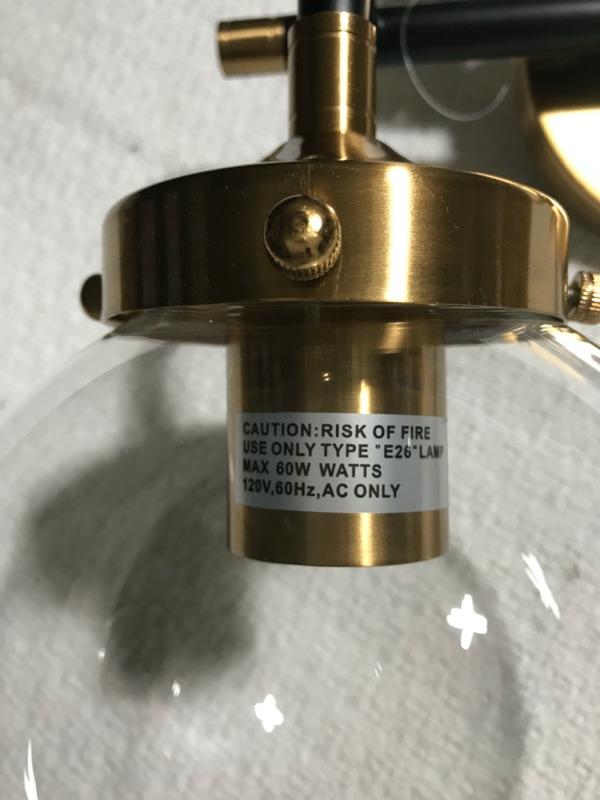 CAUTION:RISK OF FIRE
USE ONLY TYPE "E26"LAMP
MAX 60W WATTS
120V,60Hz,AC ONLY